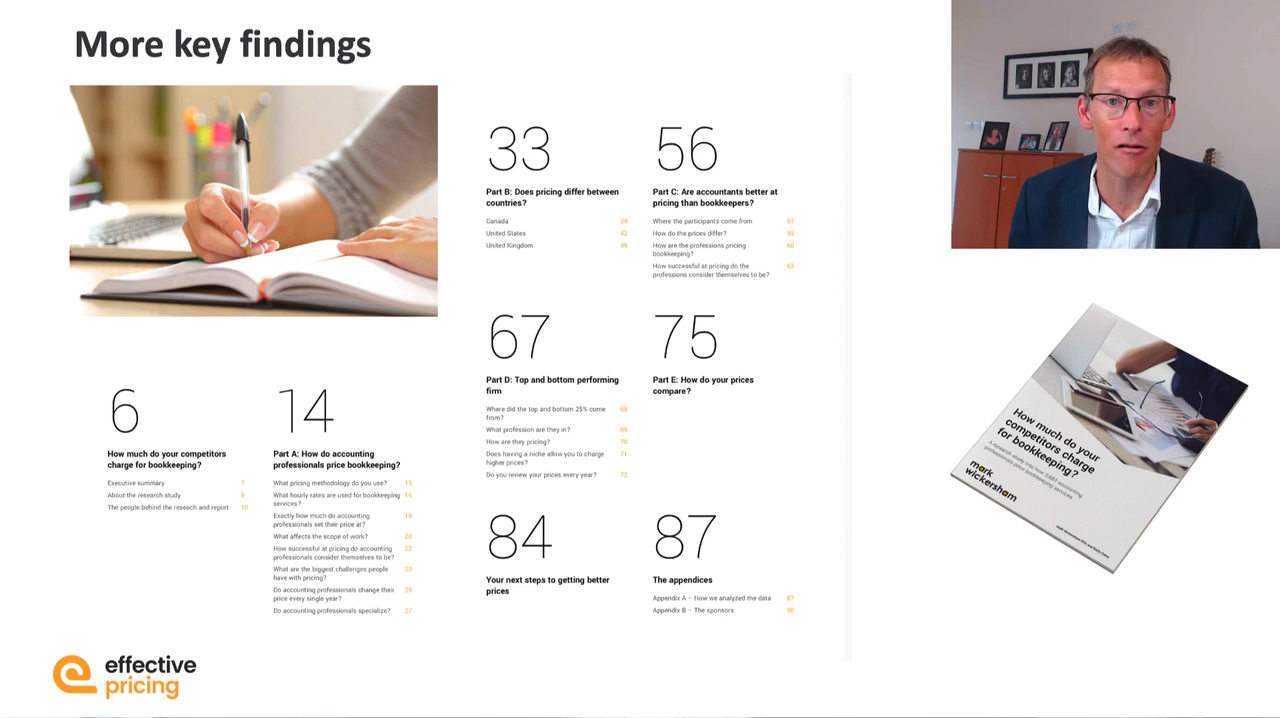 More key findings
6
How much do your competitors
charge for bookkeeping?
Executive summary 7
About the research study 8
The people behind the research and report 10
14
Part A: How do accounting
professionals price bookkeeping?
What pricing methodology do you use? 15
What hourly rates are used for bookkeeping 16
services?
Exactly how much do accounting 18
professionals set their price at?
What affects the scope of work? 20
How successful at pricing do accounting 22
professionals consider themselves to be?
What are the biggest challenges people 23
have with pricing?
Do accounting professionals change their 25
price every single year?
Do accounting professionals specialize? 27
33
Part B: Does pricing differ between
countries?
Canada 34
United States 42
United Kingdom 49
56
Part C: Are accountants better at
pricing than bookkeepers?
Where the participants come from 57
How do the prices differ? 59
How are the professions pricing 60
bookkeeping?
How successful at pricing do the 63
professions consider themselves to be?
67
Part D: Top and bottom performing
firm
Where did the top and bottom 25% come 68
from?
What profession are they in? 69
How are they pricing? 70
Does having a niche allow you to charge 71
higher prices?
Do you review your prices every year? 72
75
Part E: How do your prices
compare?
84
Your next steps to getting better
prices
87
The appendices
Appendix A – How we analyzed the data 87
Appendix B – The sponsors 90
How much do your
competitors charge
for bookkeeping?
mark
wickersham
effective
pricing